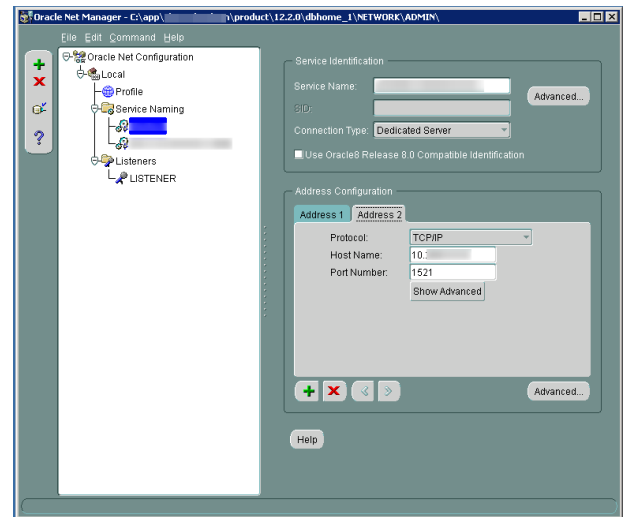 Oracle Net Manager - C:\app\ \product\12.2.0\dbhome_1\NETWORK\ADMIN\
File Edit Command Help
Oracle Net Configuration
Local
Profile
Service Naming
Listeners
LISTENER
Service Identification
Service Name:
Advanced...
SID:
Connection Type: Dedicated Server
Use Oracle8 Release 8.0 Compatible Identification
Address Configuration
Address 1 Address 2
Protocol: TCP/IP
Host Name: 10.
Port Number: 1521
Show Advanced
Advanced...
Help